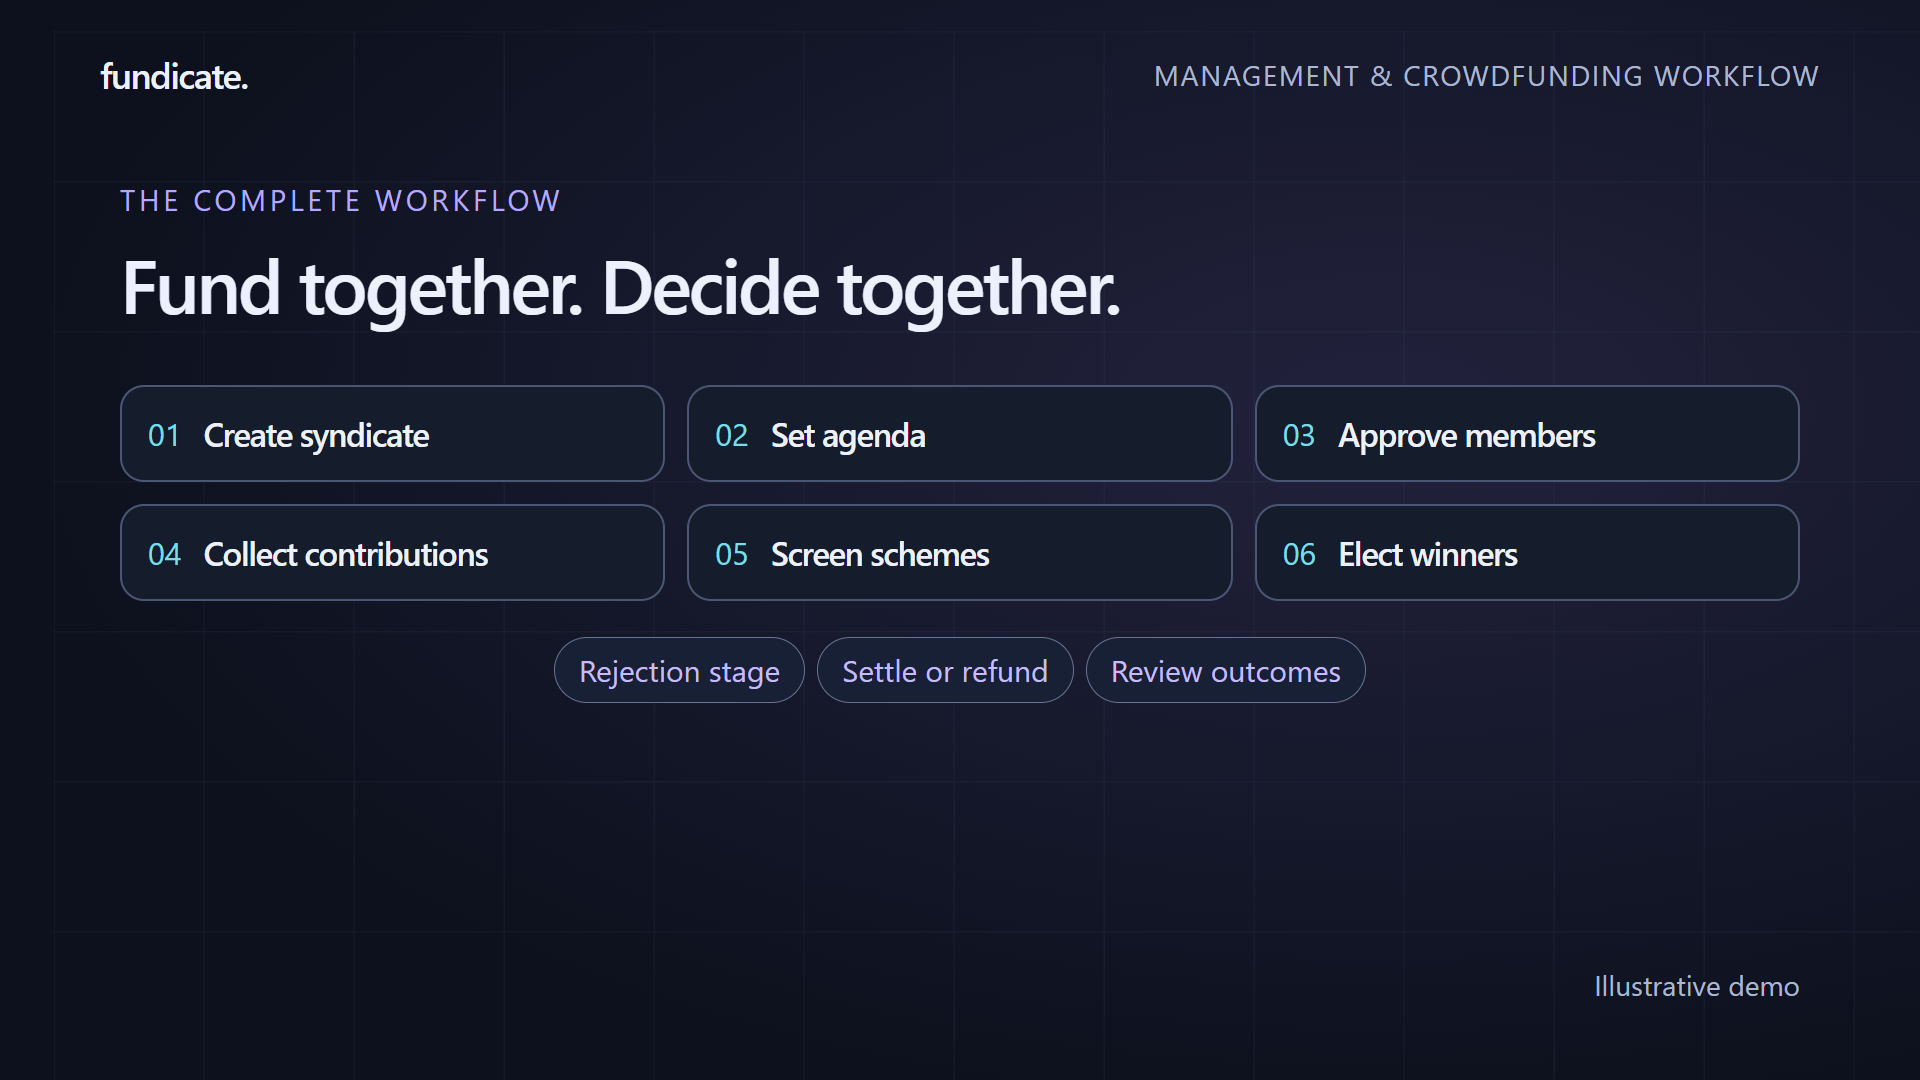 fundicate.
MANAGEMENT & CROWDFUNDING WORKFLOW
THE COMPLETE WORKFLOW
Fund together. Decide together.
01 Create syndicate
02 Set agenda
03 Approve members
04 Collect contributions
05 Screen schemes
06 Elect winners
Rejection stage
Settle or refund
Review outcomes
Illustrative demo